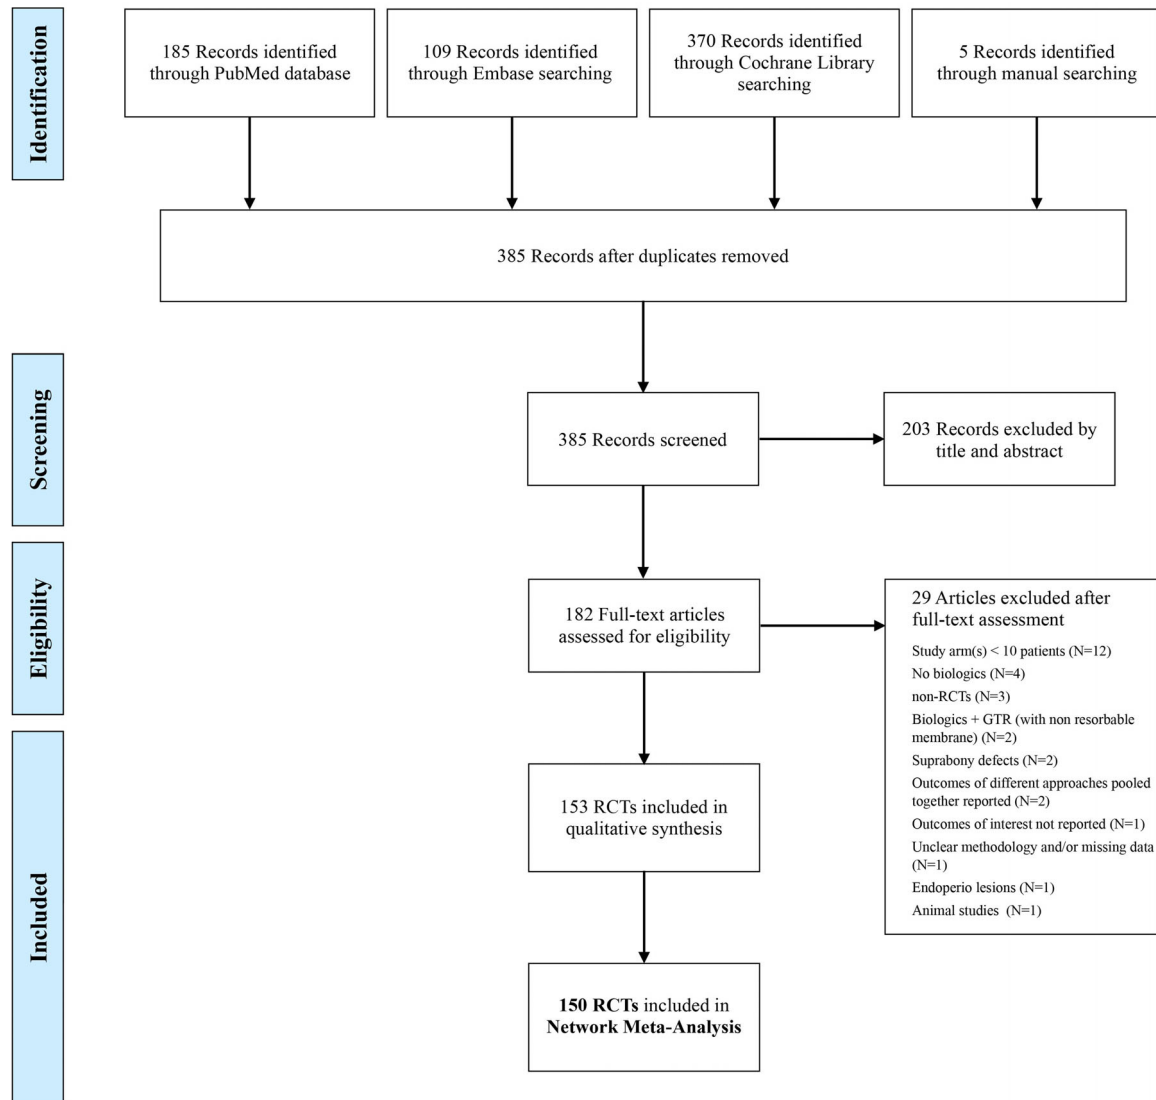 Identification
185 Records identified
through PubMed database
109 Records identified
through Embase searching
370 Records identified
through Cochrane Library
searching
5 Records identified
through manual searching
385 Records after duplicates removed
Screening
385 Records screened
203 Records excluded by
title and abstract
Eligibility
182 Full-text articles
assessed for eligibility
29 Articles excluded after
full-text assessment
Study arm(s) < 10 patients (N=12)
No biologics (N=4)
non-RCTs (N=3)
Biologics + GTR (with non resorbable
membrane) (N=2)
Suprabony defects (N=2)
Outcomes of different approaches pooled
together reported (N=2)
Outcomes of interest not reported (N=1)
Unclear methodology and/or missing data
(N=1)
Endoperio lesions (N=1)
Animal studies (N=1)
Included
153 RCTs included in
qualitative synthesis
150 RCTs included in
Network Meta-Analysis